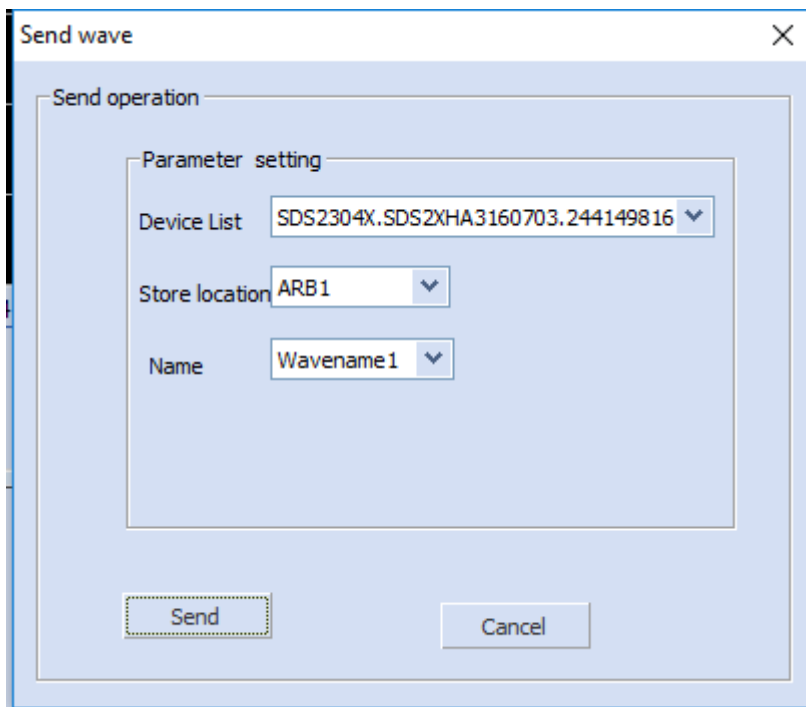 Send wave
Send operation
Parameter setting
Device List SDS2304X.SDS2XHA3160703.244149816
Store location ARB1
Name Wavename1
Send Cancel